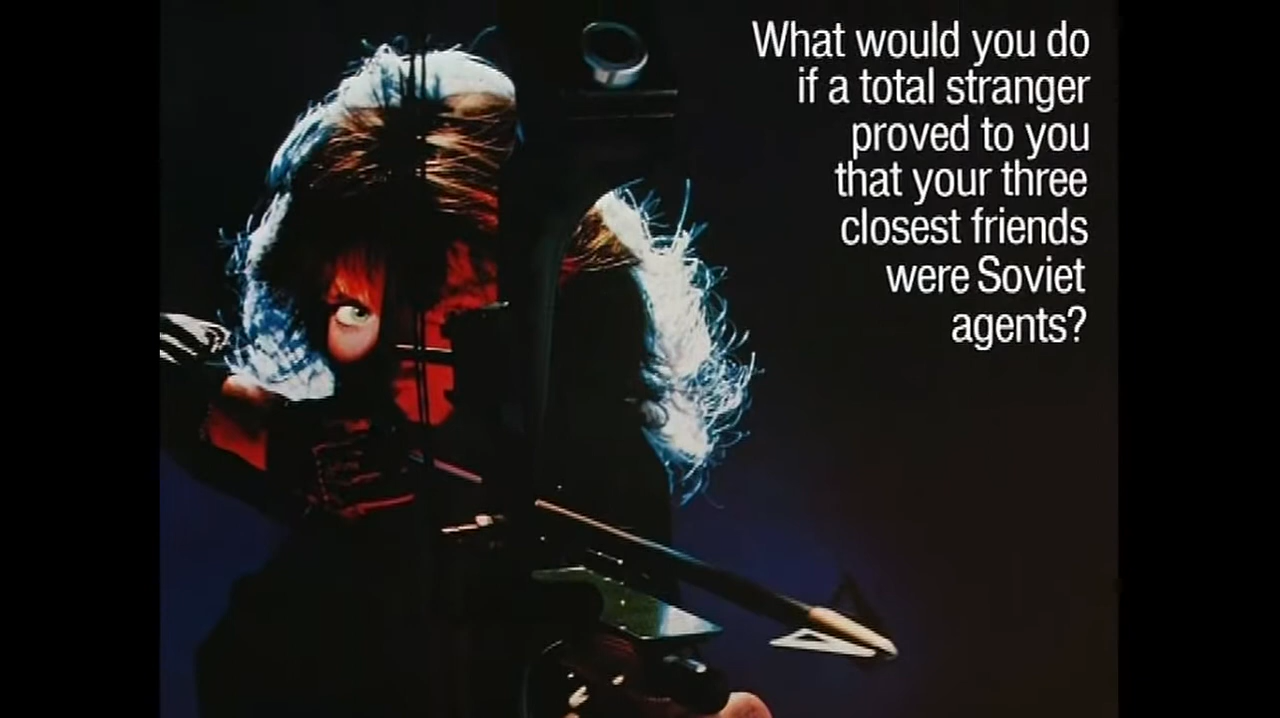 What would you do
if a total stranger
proved to you
that your three
closest friends
were Soviet
agents?